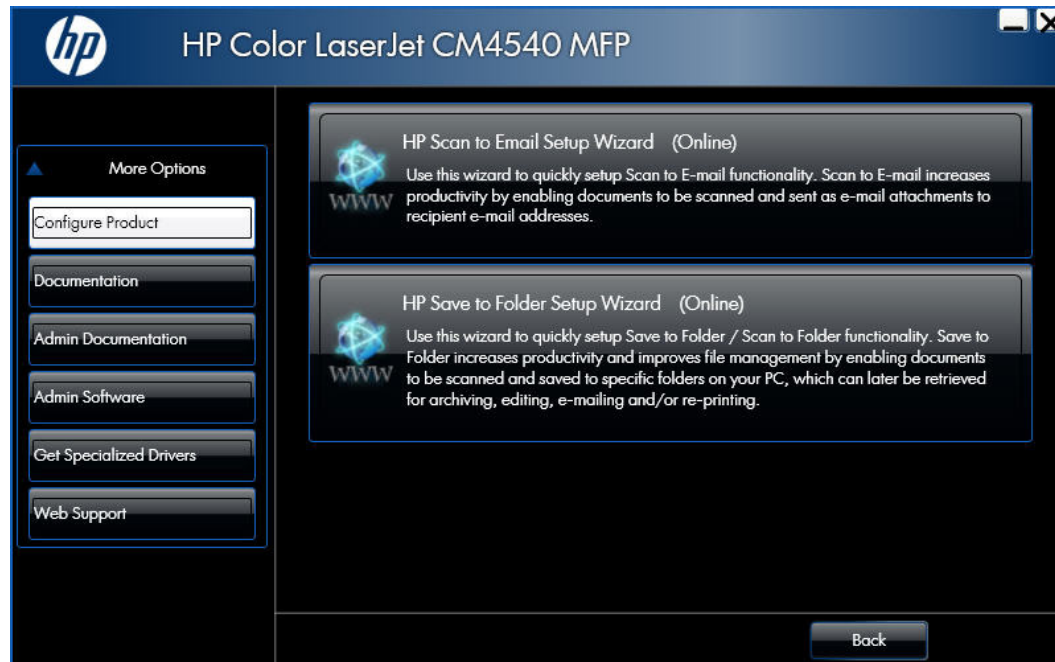 hp
HP Color LaserJet CM4540 MFP
More Options
Configure Product
Documentation
Admin Documentation
Admin Software
Get Specialized Drivers
Web Support
HP Scan to Email Setup Wizard (Online)
Use this wizard to quickly setup Scan to E-mail functionality. Scan to E-mail increases
productivity by enabling documents to be scanned and sent as e-mail attachments to
recipient e-mail addresses.
WWW
HP Save to Folder Setup Wizard (Online)
Use this wizard to quickly setup Save to Folder / Scan to Folder functionality. Save to
Folder increases productivity and improves file management by enabling documents
to be scanned and saved to specific folders on your PC, which can later be retrieved
for archiving, editing, e-mailing and/or re-printing.
WWW
Back